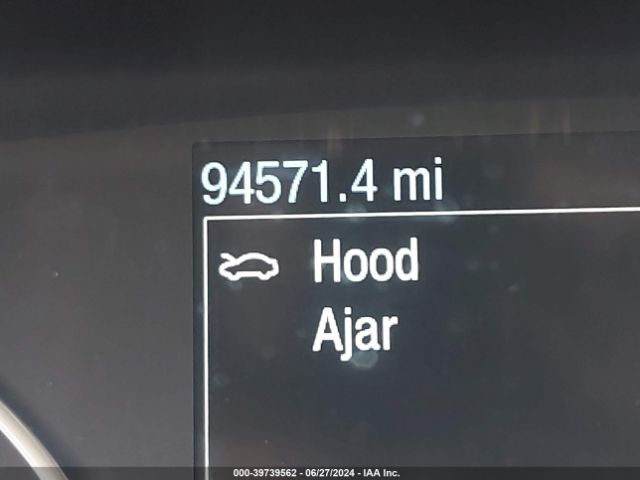 94571.4 mi
Hood
Ajar
000-39739562 - 06/27/2024 - IAA Inc.